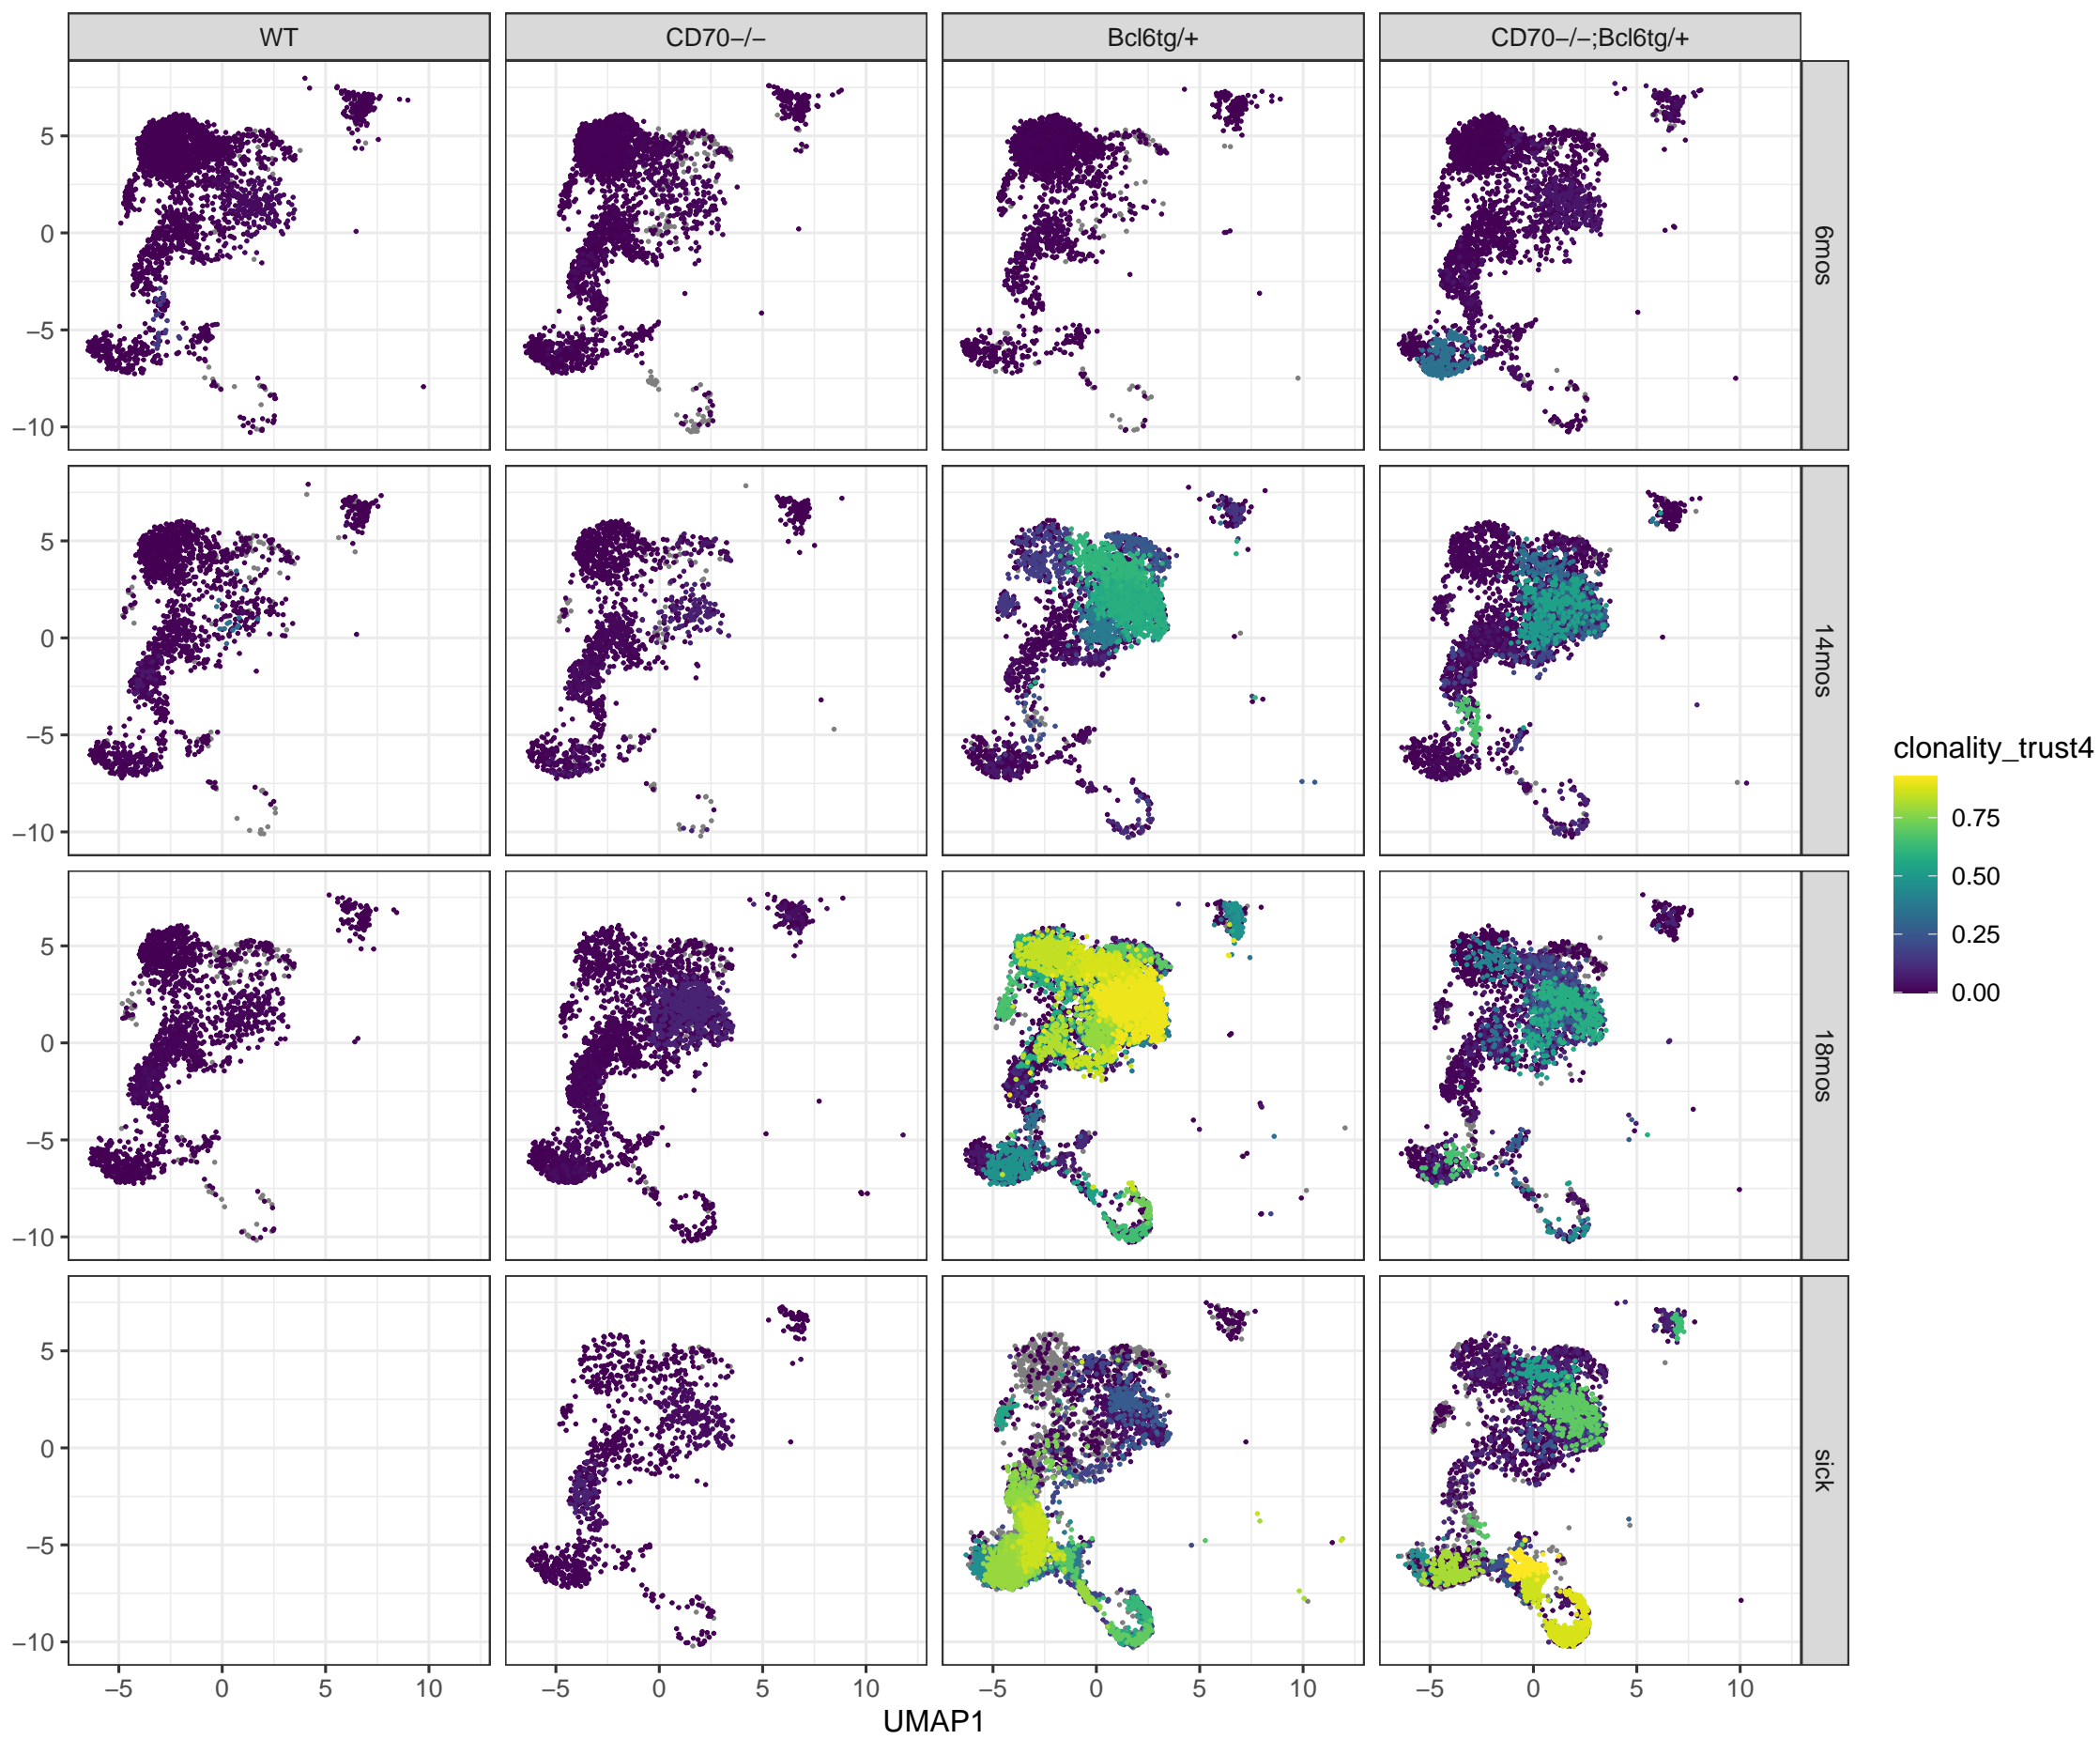 WT CD70−/− Bcl6tg/+ CD70−/−;Bcl6tg/+
5
0
−5
−10
6mos
5
0
−5
−10
14mos
clonality_trust4
0.75
0.50
0.25
0.00
5
0
−5
−10
18mos
5
0
−5
−10
sick
−5 0 5 10 −5 0 5 10 −5 0 5 10 −5 0 5 10
UMAP1